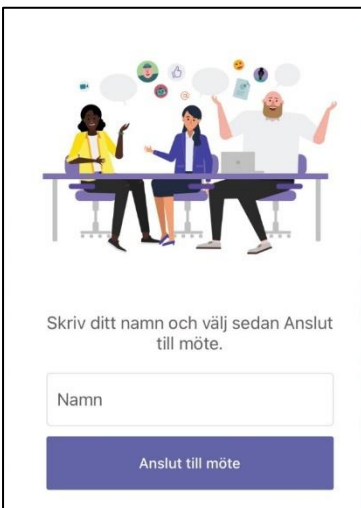 Skriv ditt namn och välj sedan Anslut
till möte.
Namn
Anslut till möte